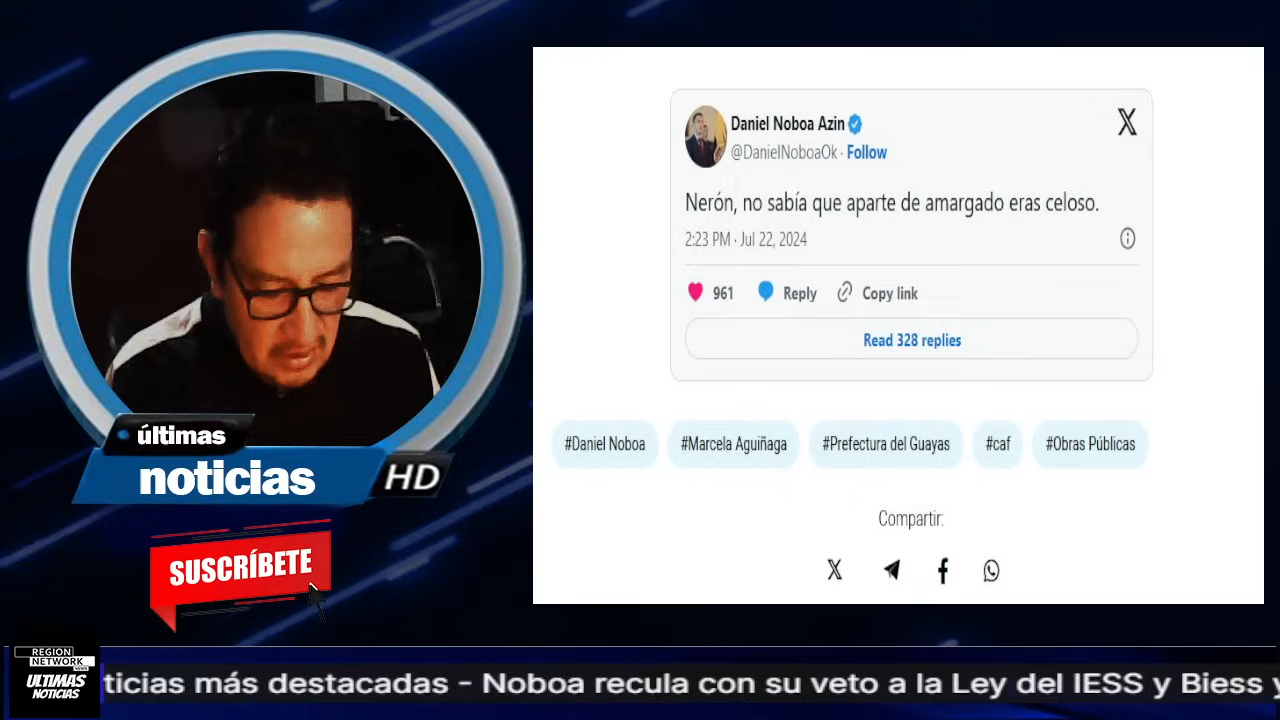 Daniel Noboa Azin
X
@DanielNoboaOk · Follow
Nerón, no sabía que aparte de amargado eras celoso.
2:23 PM · Jul 22, 2024
961
Reply
Copy link
Read 328 replies
#Daniel Noboa
#Marcela Aguiñaga
#Prefectura del Guayas
#caf
#Obras Públicas
Compartir:
últimas
noticias
HD
SUSCRÍBETE
REGION
NETWORK
NEWS
ULTIMAS
NOTICIAS
ticias más destacadas - Noboa recula con su veto a la Ley del IESS y Biess y